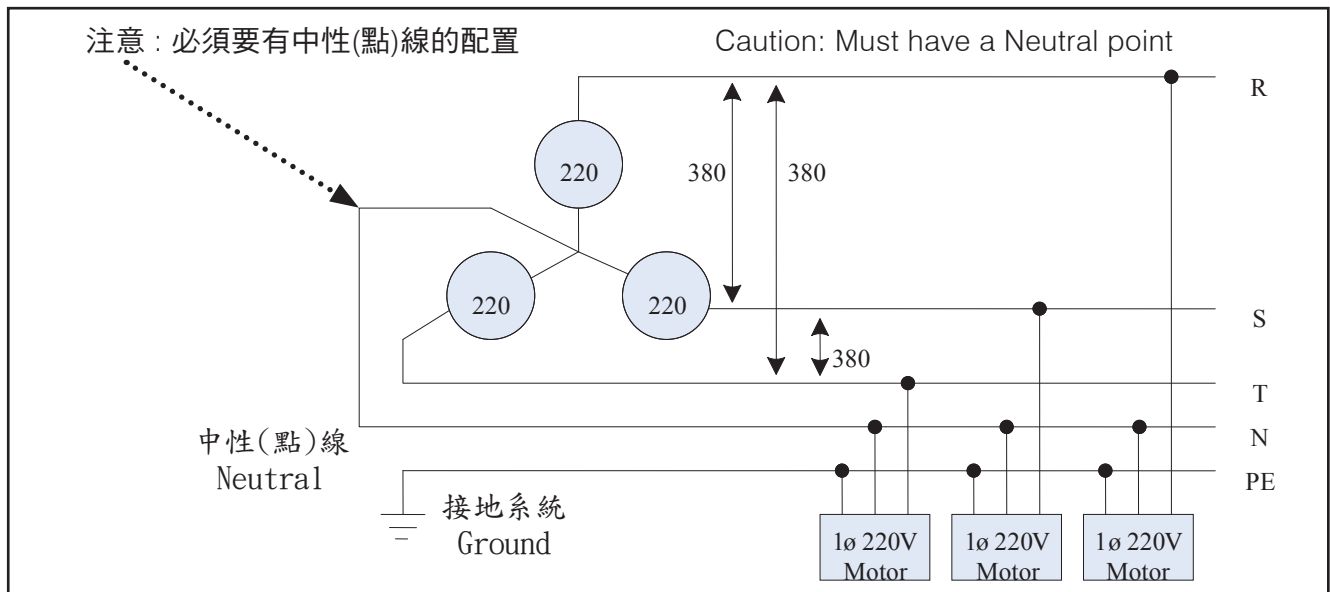 注意 : 必須要有中性(點)線的配置
Caution: Must have a Neutral point
R
220
380
380
220
220
S
380
T
中性(點)線
Neutral
N
PE
接地系統
Ground
1ø 220V
Motor
1ø 220V
Motor
1ø 220V
Motor